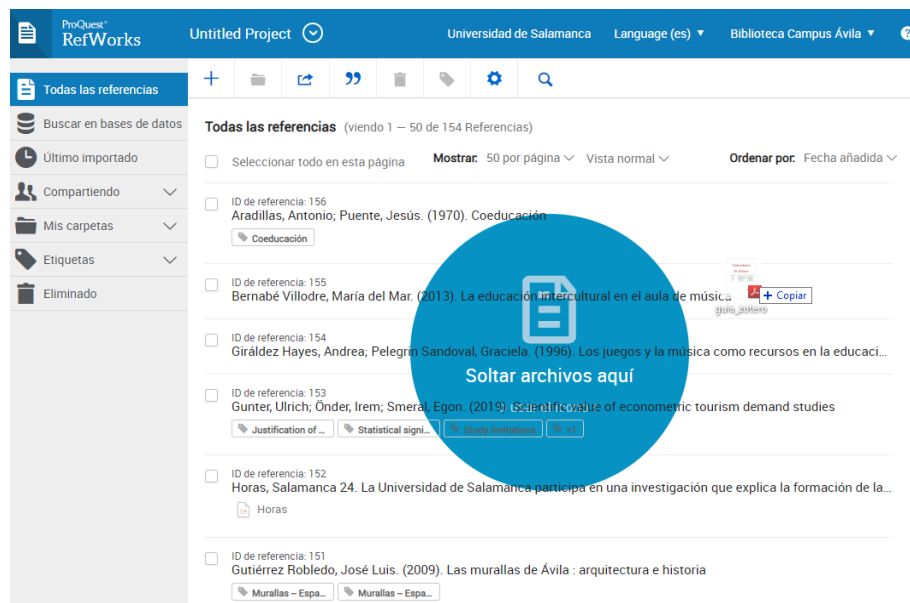 ProQuest®
RefWorks
Untitled Project
Universidad de Salamanca
Language (es)
Biblioteca Campus Ávila
Todas las referencias
Buscar en bases de datos
Último importado
Compartiendo
Mis carpetas
Etiquetas
Eliminado
Todas las referencias (viendo 1 – 50 de 154 Referencias)
Seleccionar todo en esta página
Mostrar: 50 por página
Vista normal
Ordenar por: Fecha añadida
ID de referencia: 156
Aradillas, Antonio; Puente, Jesús. (1970). Coeducación
Coeducación
ID de referencia: 155
Bernabé Villodre, María del Mar. (2013). La educación intercultural en el aula de música
+ Copiar
guia_zotero
ID de referencia: 154
Giráldez Hayes, Andrea; Pelegrín Sandoval, Graciela. (1996). Los juegos y la música como recursos en la educaci...
Soltar archivos aquí
ID de referencia: 153
Gunter, Ulrich; Önder, Irem; Smeral, Egon. (2019). Scientific value of econometric tourism demand studies
Justification of ...
Statistical signi...
Study limitations
+1
ID de referencia: 152
Horas, Salamanca 24. La Universidad de Salamanca participa en una investigación que explica la formación de la...
Horas
ID de referencia: 151
Gutiérrez Robledo, José Luis. (2009). Las murallas de Ávila : arquitectura e historia
Murallas – Espa...
Murallas – Espa...